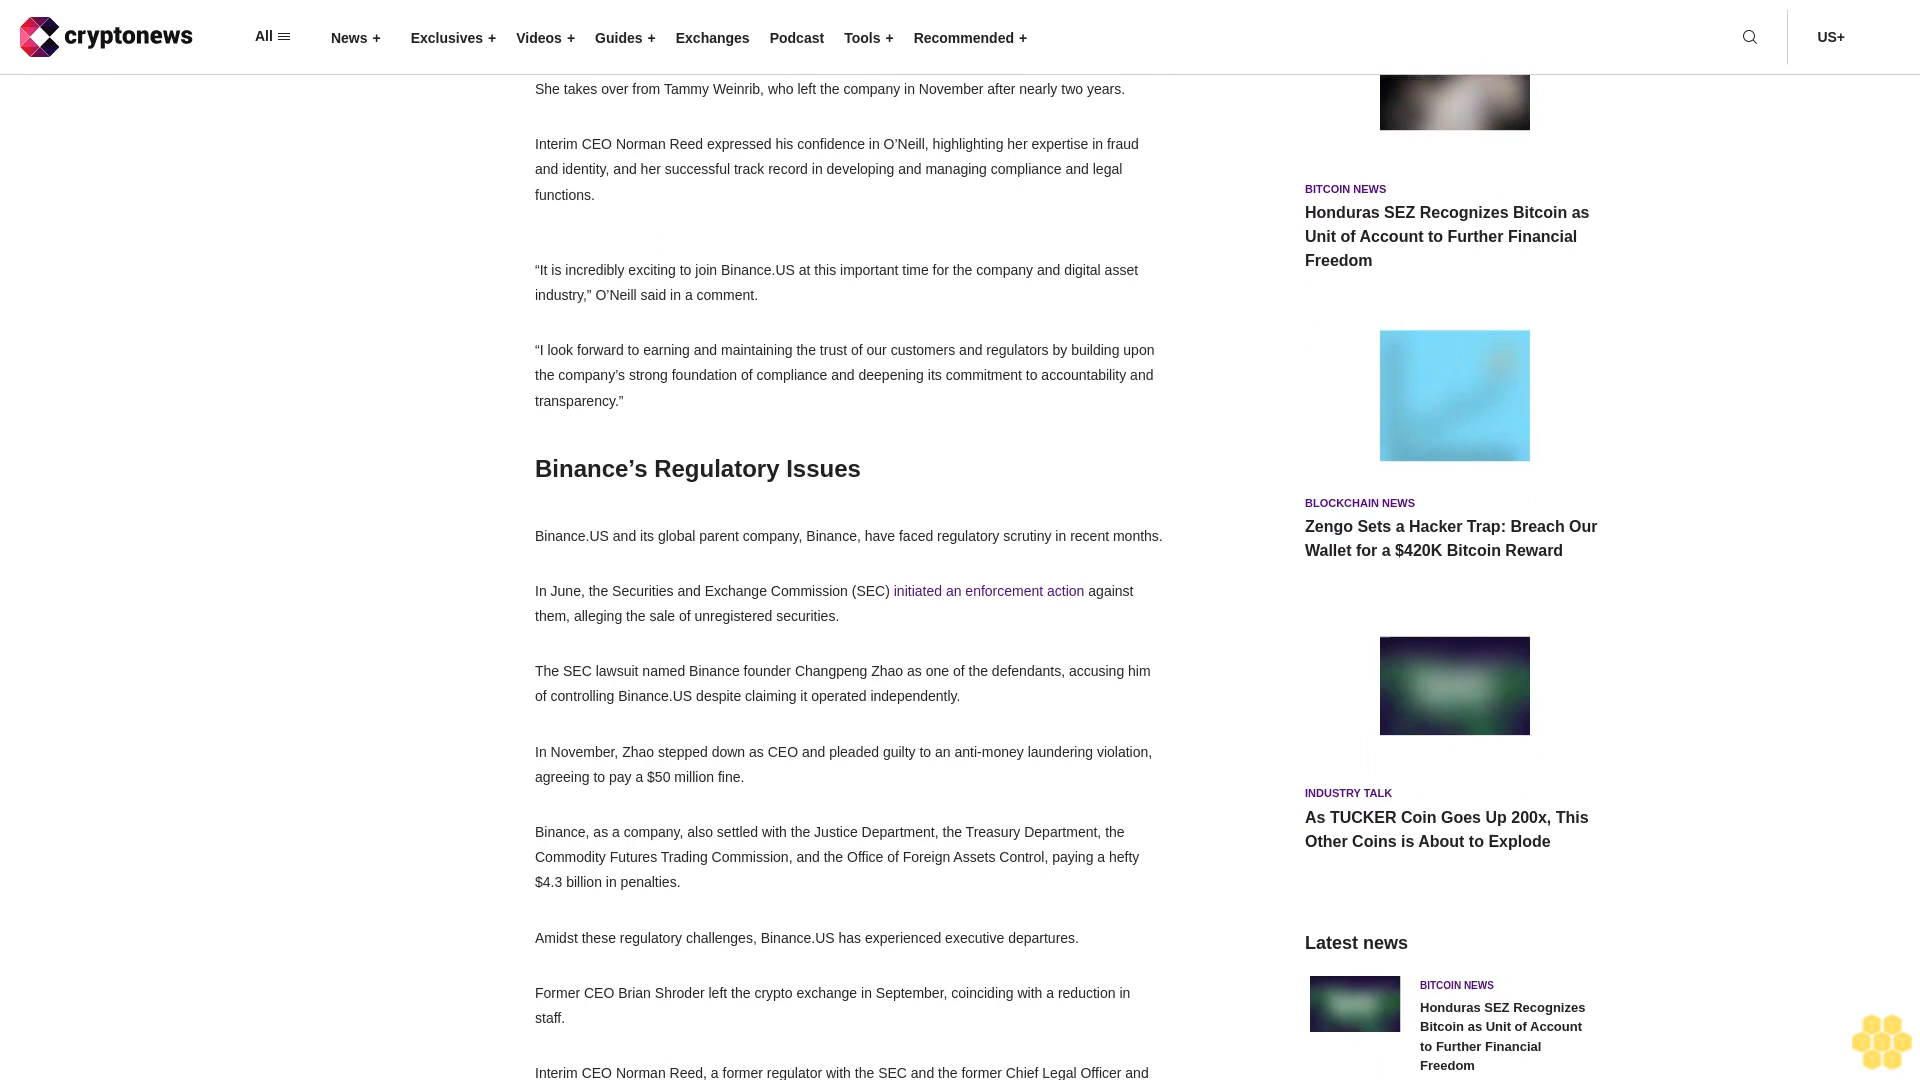 cryptonews
All
News +
Exclusives +
Videos +
Guides +
Exchanges
Podcast
Tools +
Recommended +
US+
She takes over from Tammy Weinrib, who left the company in November after nearly two years.
Interim CEO Norman Reed expressed his confidence in O’Neill, highlighting her expertise in fraud
and identity, and her successful track record in developing and managing compliance and legal
functions.
“It is incredibly exciting to join Binance.US at this important time for the company and digital asset
industry,” O’Neill said in a comment.
“I look forward to earning and maintaining the trust of our customers and regulators by building upon
the company’s strong foundation of compliance and deepening its commitment to accountability and
transparency.”
Binance’s Regulatory Issues
Binance.US and its global parent company, Binance, have faced regulatory scrutiny in recent months.
In June, the Securities and Exchange Commission (SEC) initiated an enforcement action against
them, alleging the sale of unregistered securities.
The SEC lawsuit named Binance founder Changpeng Zhao as one of the defendants, accusing him
of controlling Binance.US despite claiming it operated independently.
In November, Zhao stepped down as CEO and pleaded guilty to an anti-money laundering violation,
agreeing to pay a $50 million fine.
Binance, as a company, also settled with the Justice Department, the Treasury Department, the
Commodity Futures Trading Commission, and the Office of Foreign Assets Control, paying a hefty
$4.3 billion in penalties.
Amidst these regulatory challenges, Binance.US has experienced executive departures.
Former CEO Brian Shroder left the crypto exchange in September, coinciding with a reduction in
staff.
Interim CEO Norman Reed, a former regulator with the SEC and the former Chief Legal Officer and
BITCOIN NEWS
Honduras SEZ Recognizes Bitcoin as
Unit of Account to Further Financial
Freedom
BLOCKCHAIN NEWS
Zengo Sets a Hacker Trap: Breach Our
Wallet for a $420K Bitcoin Reward
INDUSTRY TALK
As TUCKER Coin Goes Up 200x, This
Other Coins is About to Explode
Latest news
BITCOIN NEWS
Honduras SEZ Recognizes
Bitcoin as Unit of Account
to Further Financial
Freedom